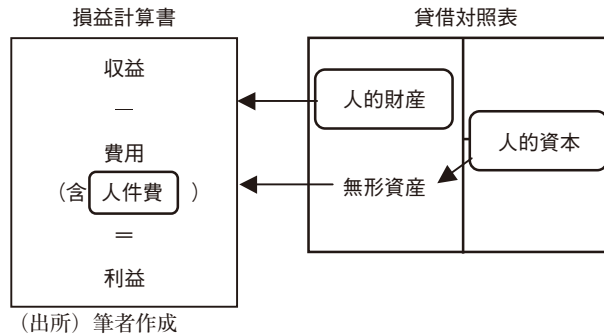 損益計算書
貸借対照表
収益
―
費用
(含 人件費 )
＝
利益
人的財産
無形資産
人的資本
(出所) 筆者作成